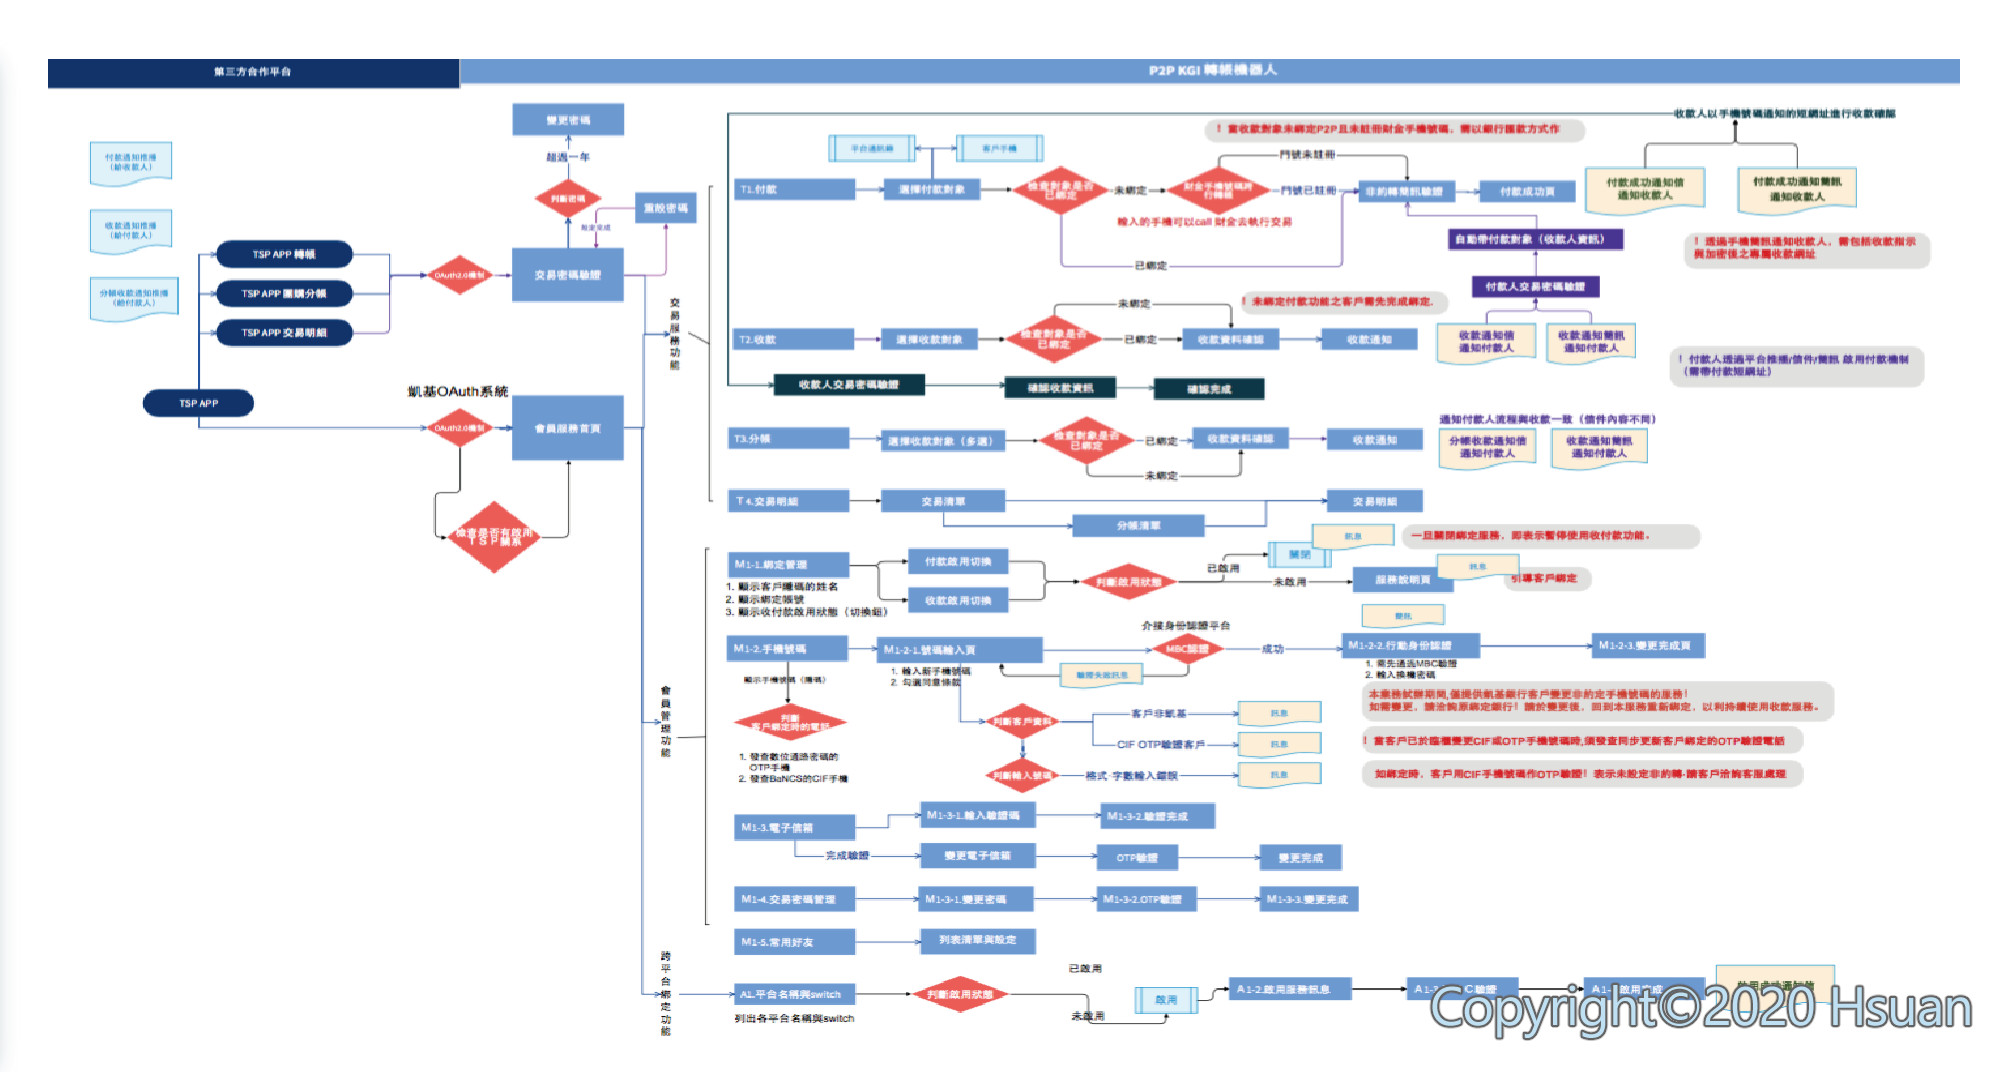 第三方合作平台
P2P KGI 轉帳機器人
付款通知推播
（給收款人）
收款通知推播
（給付款人）
分帳收款通知推播
（給付款人）
TSP APP 轉帳
TSP APP 團購分帳
TSP APP 交易明細
TSP APP
OAuth2.0機制
凱基OAuth系統
OAuth2.0機制
檢查是否有啟用
TSP關系
變更密碼
超過一年
判斷密碼
重設密碼
交易密碼驗證
會員服務首頁
交易服務功能
會員管理功能
跨平台綁定功能
收款人以手機號碼通知的短網址進行收款確認
！當收款對象未綁定P2P且未註冊財金手機號碼，需以銀行匯款方式作
平台通訊錄
客戶手機
T1.付款
選擇付款對象
檢查對象是否
已綁定
未綁定
門號未註冊
門號已註冊
輸入的手機可以call 財金去執行交易
已綁定
非約轉簡訊驗證
付款成功頁
付款成功通知信
通知收款人
付款成功通知簡訊
通知收款人
自動帶付款對象（收款人資訊）
！透過手機簡訊通知收款人，需包括收款指示
與加密後之專屬收款網址
付款人交易密碼驗證
！未綁定付款功能之客戶需先完成綁定.
T2.收款
選擇收款對象
檢查對象是否
已綁定
未綁定
已綁定
收款資料確認
收款通知
收款通知信
通知付款人
收款通知簡訊
通知付款人
！付款人透過平台推播/信件/簡訊 啟用付款機制
（需帶付款短網址）
收款人交易密碼驗證
確認收款資訊
確認完成
T3.分帳
選擇收款對象（多選）
檢查對象是否
已綁定
已綁定
未綁定
收款資料確認
收款通知
通知付款人流程與收款一致（信件內容不同）
分帳收款通知信
通知付款人
收款通知簡訊
通知付款人
T4.交易明細
交易清單
分帳清單
交易明細
M1-1.綁定管理
1. 顯示客戶隱碼的姓名
2. 顯示綁定帳號
3. 顯示收付款啟用狀態（切換鈕）
付款啟用切換
收款啟用切換
判斷啟用狀態
已啟用
未啟用
關閉
訊息
一旦關閉綁定服務，即表示暫停使用收付款功能。
服務說明頁
訊息
引導客戶綁定
M1-2.手機號碼
顯示手機號碼（隱碼）
判斷
客戶綁定時的電話
1. 發查數位通路密碼的
OTP手機
2. 發查BaNCS的CIF手機
M1-2-1.號碼輸入頁
1. 輸入新手機號碼
2. 勾選同意條款
介接身份認證平台
MBC認證
驗證失敗訊息
成功
簡訊
M1-2-2.行動身份認證
1. 需先通過MBC驗證
2. 輸入換機密碼
M1-2-3.變更完成頁
判斷客戶資料
客戶非凱基
訊息
CIF OTP驗證客戶
訊息
判斷輸入號碼
格式 字數輸入錯誤
訊息
本業務試辦期間,僅提供凱基銀行客戶變更非約定手機號碼的服務！
如需變更，請洽詢原綁定銀行！請於變更後，回到本服務重新綁定，以利持續使用收款服務。
！當客戶已於臨櫃變更CIF或OTP手機號碼時,須發查同步更新客戶綁定的OTP驗證電話
如綁定時，客戶用CIF手機號碼作OTP驗證！表示未設定非約轉-請客戶洽詢客服處理
M1-3.電子信箱
M1-3-1.輸入驗證碼
M1-3-2.驗證完成
完成驗證
變更電子信箱
OTP驗證
變更完成
M1-4.交易密碼管理
M1-3-1.變更密碼
M1-3-2.OTP驗證
M1-3-3.變更完成
M1-5.常用好友
列表清單與設定
A1.平台名稱與switch
列出各平台名稱與switch
判斷啟用狀態
已啟用
未啟用
啟用
A1-2.啟用服務訊息
Copyright©2020 Hsuan